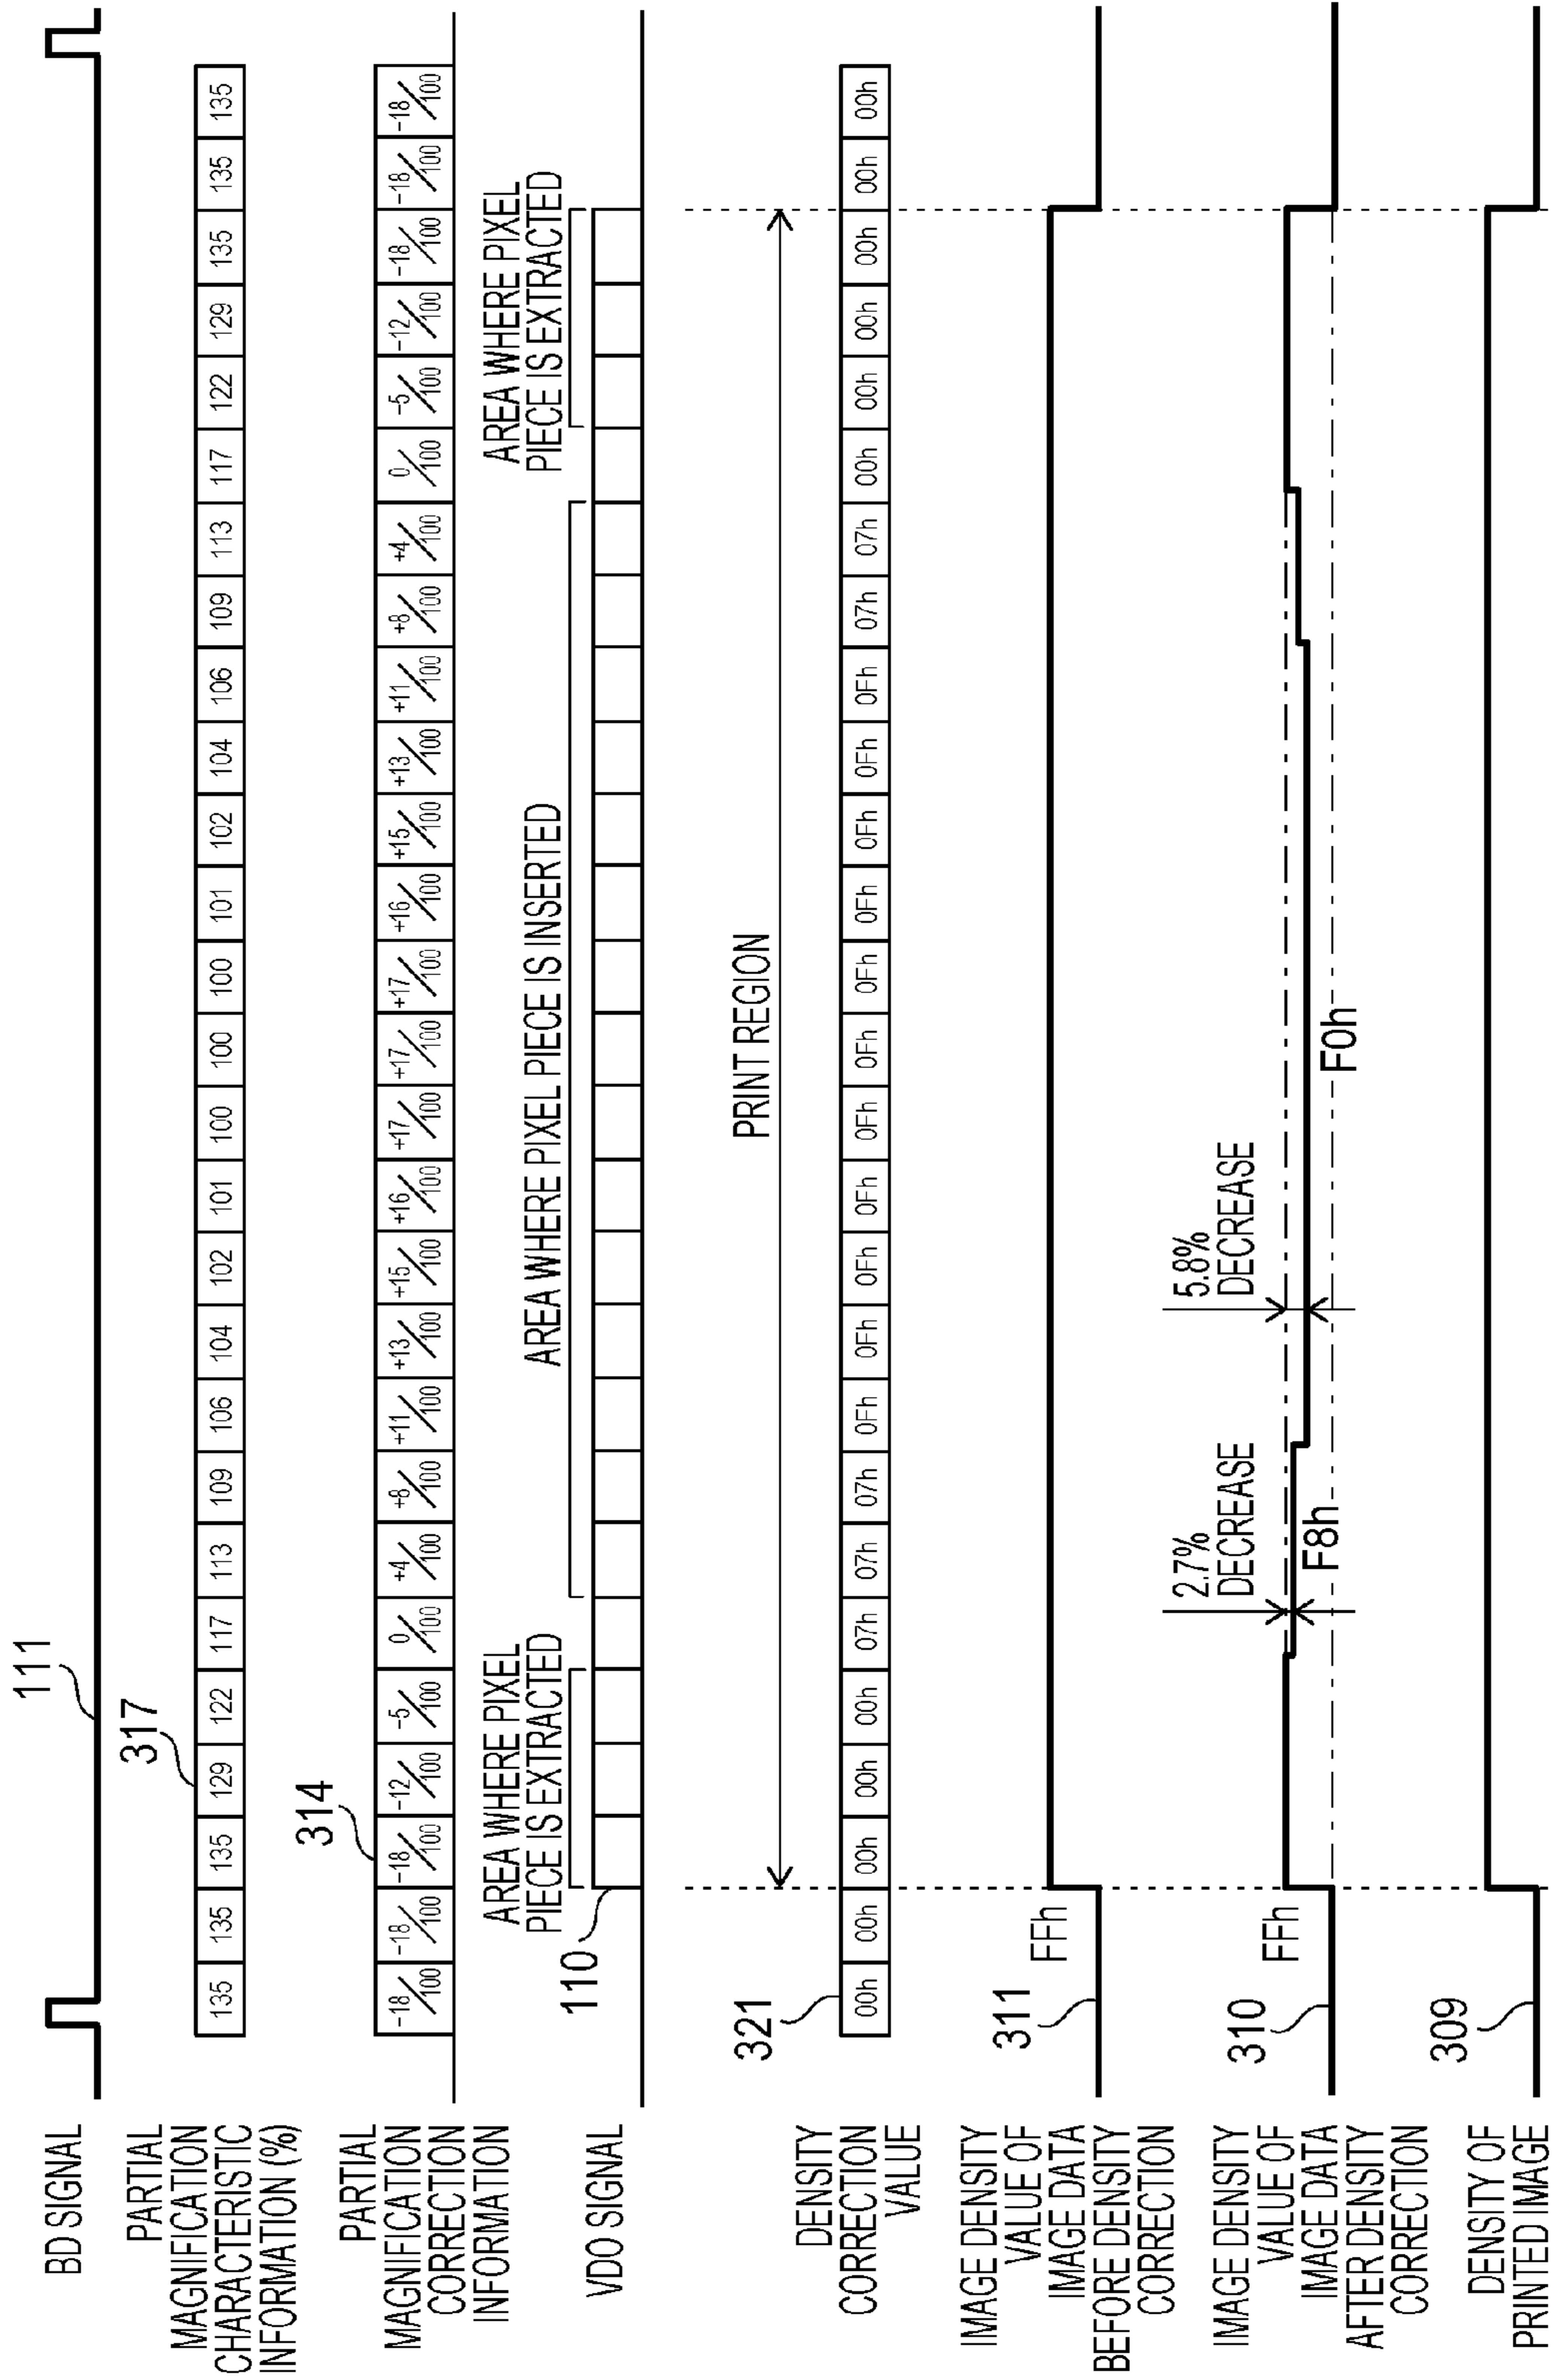 111
BD SIGNAL
317
PARTIAL
MAGNIFICATION
CHARACTERISTIC
INFORMATION (%)
135 135 135 129 122 117 113 109 106 104 102 101 100 100 100 101 102 104 106 109 113 117 122 129 135 135 135
314
PARTIAL
MAGNIFICATION
CORRECTION
INFORMATION
-18/100 -18/100 -18/100 -12/100 -5/100 0/100 +4/100 +8/100 +11/100 +13/100 +15/100 +16/100 +17/100 +17/100 +17/100 +16/100 +15/100 +13/100 +11/100 +8/100 +4/100 0/100 -5/100 -12/100 -18/100 -18/100 -18/100
AREA WHERE PIXEL
PIECE IS EXTRACTED
AREA WHERE PIXEL PIECE IS INSERTED
AREA WHERE PIXEL
PIECE IS EXTRACTED
110
VDO SIGNAL
PRINT REGION
321
DENSITY
CORRECTION
VALUE
00h 00h 00h 00h 00h 07h 07h 07h 0Fh 0Fh 0Fh 0Fh 0Fh 0Fh 0Fh 0Fh 0Fh 0Fh 0Fh 07h 07h 00h 00h 00h 00h 00h 00h
311
FFh
IMAGE DENSITY
VALUE OF
IMAGE DATA
BEFORE DENSITY
CORRECTION
2.7%
DECREASE
5.8%
DECREASE
310
FFh
F8h
F0h
IMAGE DENSITY
VALUE OF
IMAGE DATA
AFTER DENSITY
CORRECTION
309
DENSITY OF
PRINTED IMAGE